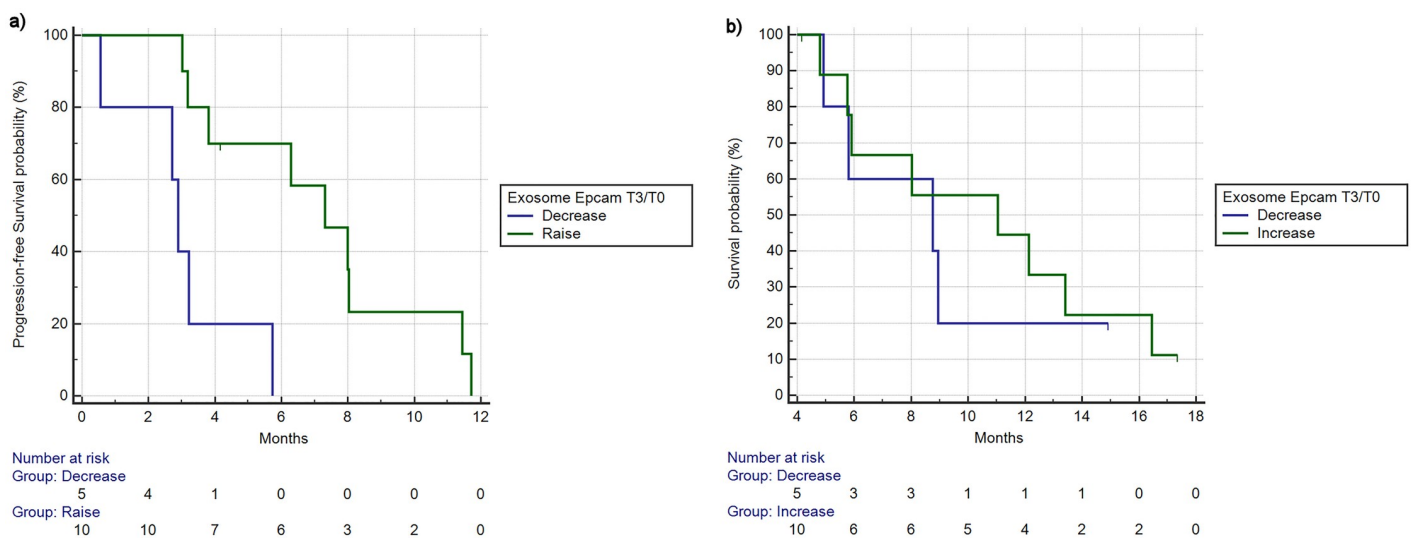 a)
Progression-free Survival probability (%)
100
80
60
40
20
0
0 2 4 6 8 10 12
Months
Exosome Epcam T3/T0
Decrease
Raise
Number at risk
Group: Decrease
5 4 1 0 0 0 0
Group: Raise
10 10 7 6 3 2 0
b)
Survival probability (%)
100
90
80
70
60
50
40
30
20
10
0
4 6 8 10 12 14 16 18
Months
Exosome Epcam T3/T0
Decrease
Increase
Number at risk
Group: Decrease
5 3 3 1 1 1 0 0
Group: Increase
10 6 6 5 4 2 2 0